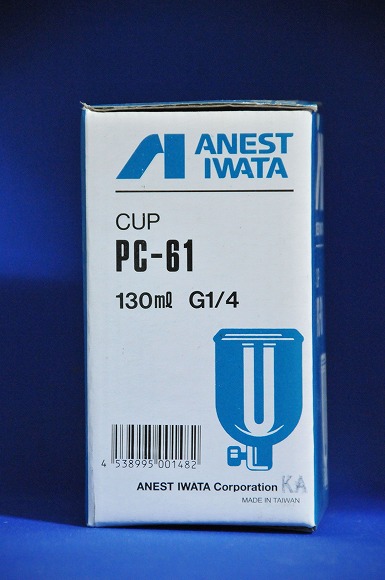 ANEST
IWATA
CUP
PC-61
130ml G1/4
4 538995 001482
ANEST IWATA Corporation KA
MADE IN TAIWAN